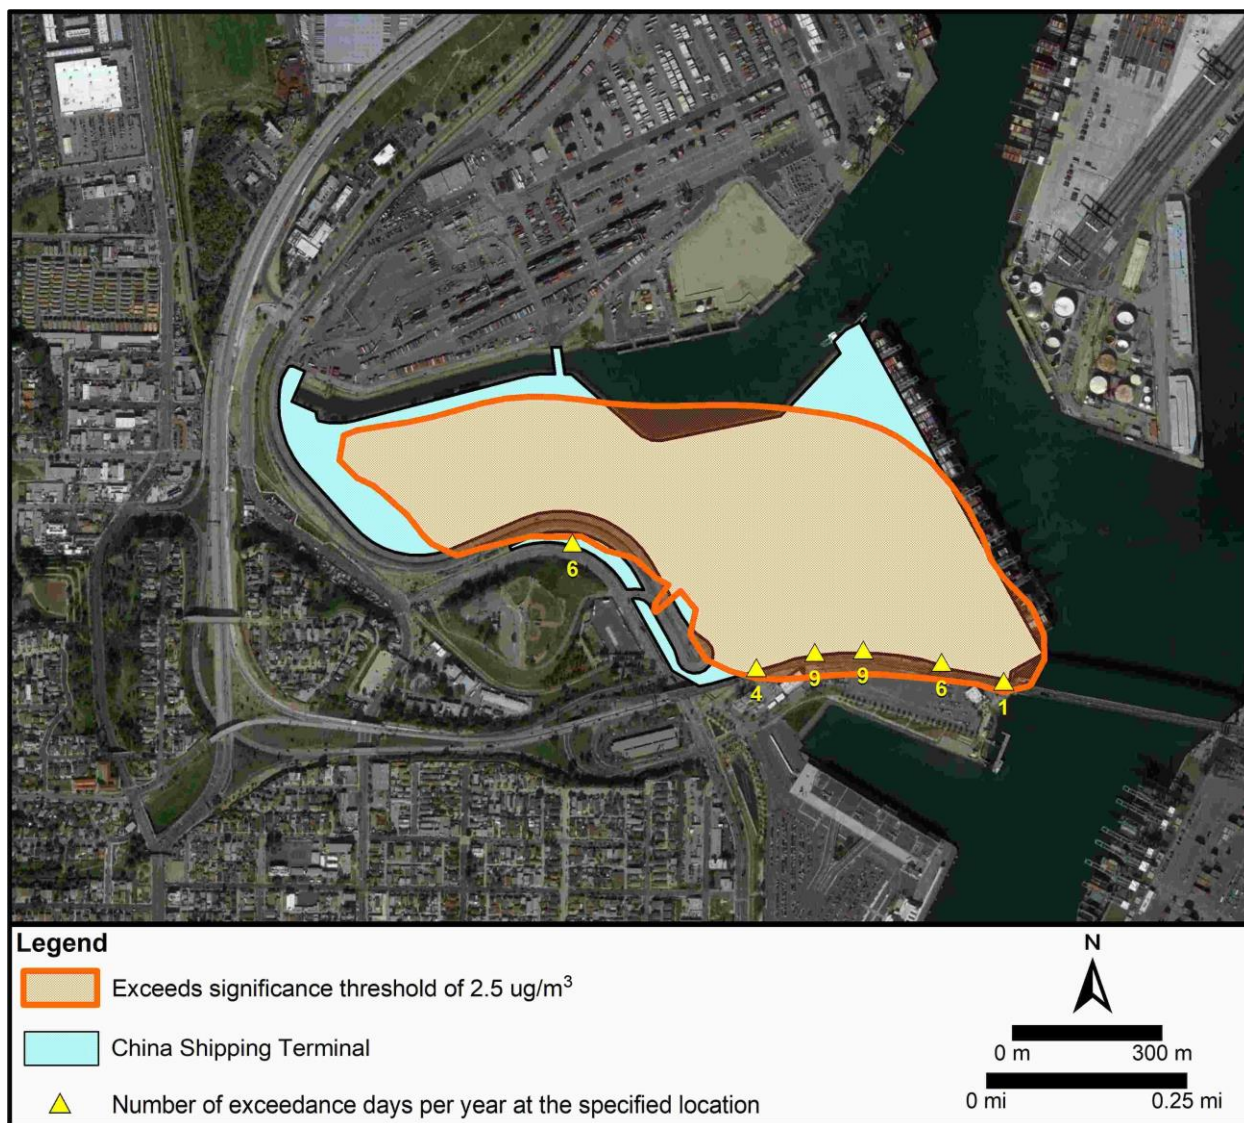 6
4
9
9
6
1
Legend
Exceeds significance threshold of 2.5 ug/m³
China Shipping Terminal
Number of exceedance days per year at the specified location
N
0 m 300 m
0 mi 0.25 mi